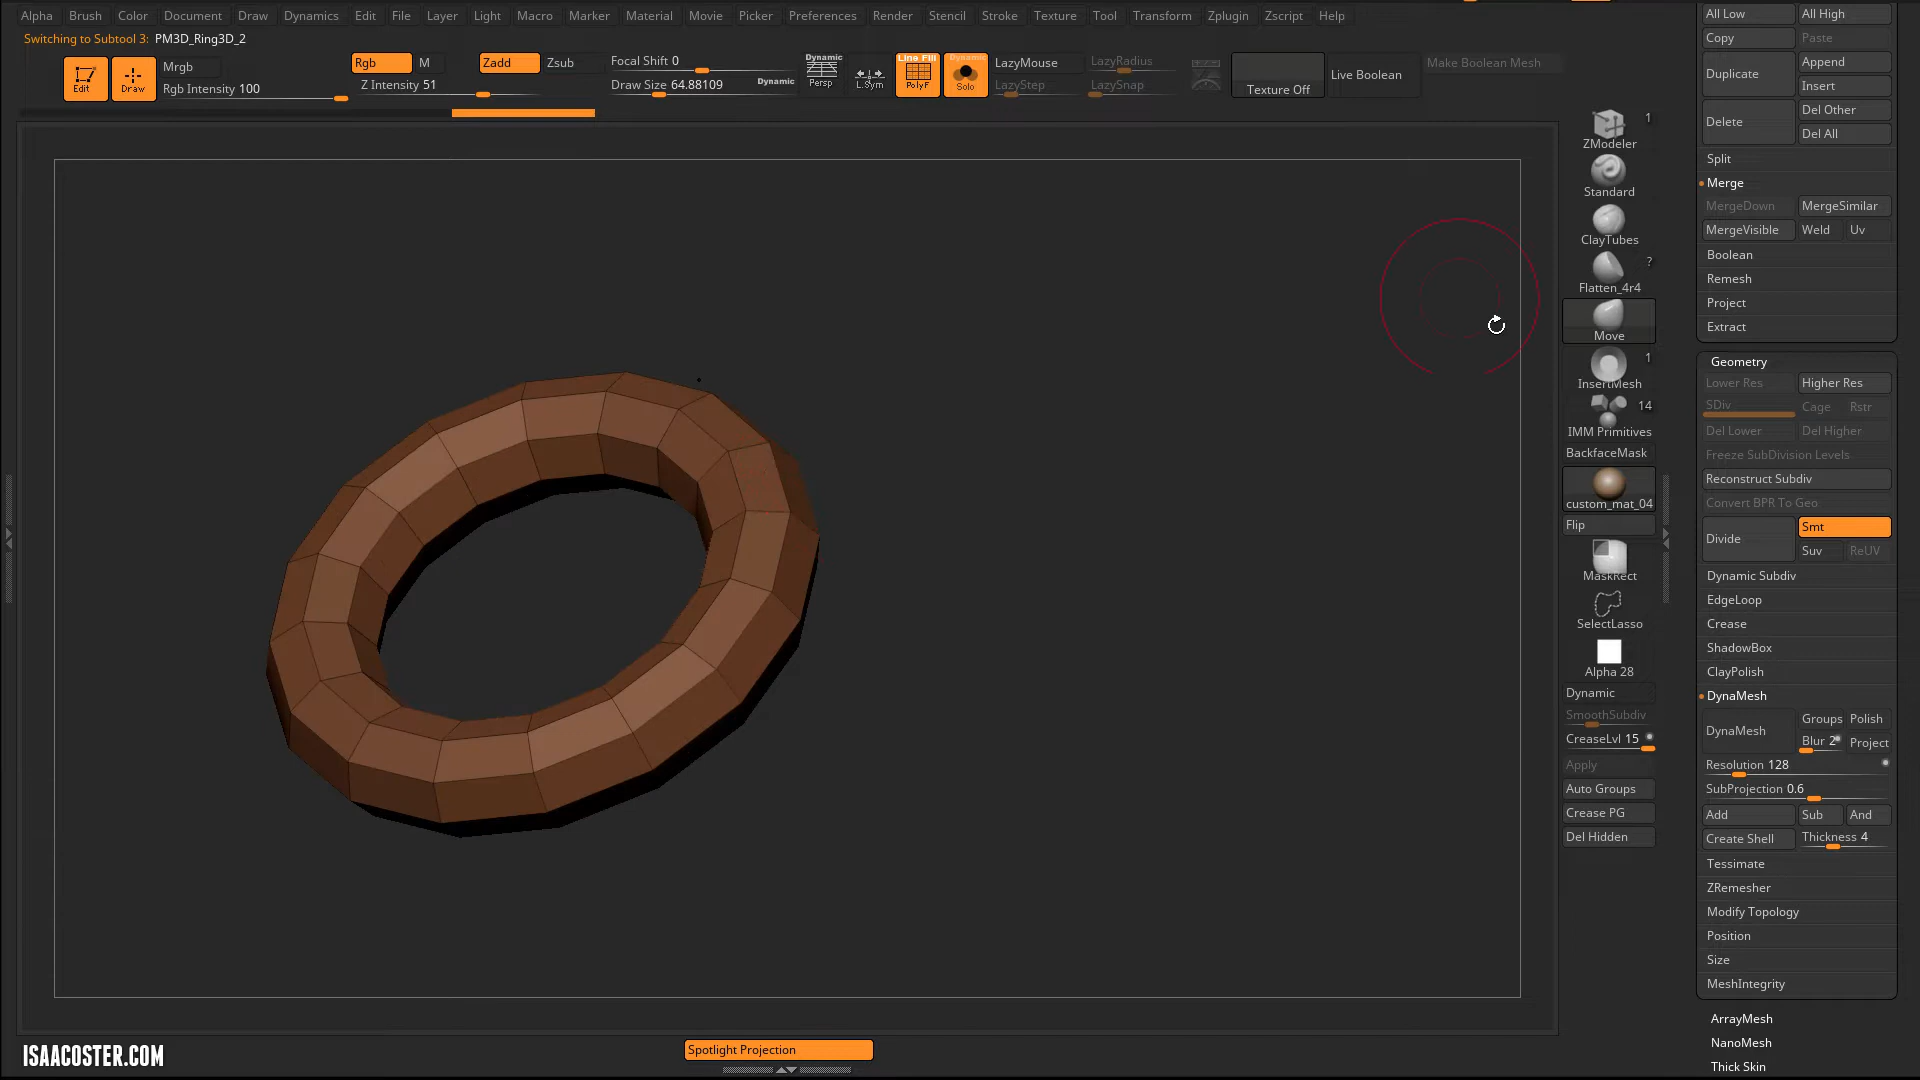 Alpha Brush Color Document Draw Dynamics Edit File Layer Light Macro Marker Material Movie Picker Preferences Render Stencil Stroke Texture Tool Transform Zplugin Zscript Help
Switching to Subtool 3: PM3D_Ring3D_2
Edit
Draw
Mrgb
Rgb Intensity 100
Rgb
M
Zadd
Zsub
Z Intensity 51
Focal Shift 0
Draw Size 64.88109
Dynamic
Dynamic
Persp
L.Sym
Line Fill
PolyF
Dynamic
Solo
LazyMouse
LazyStep
LazyRadius
LazySnap
Texture Off
Live Boolean
Make Boolean Mesh
1
ZModeler
Standard
ClayTubes
?
Flatten_4r4
Move
1
InsertMesh
14
IMM Primitives
BackfaceMask
custom_mat_04
Flip
MaskRect
SelectLasso
Alpha 28
Dynamic
SmoothSubdiv
CreaseLvl 15
Apply
Auto Groups
Crease PG
Del Hidden
All Low
All High
Copy
Paste
Duplicate
Append
Insert
Delete
Del Other
Del All
Split
Merge
MergeDown
MergeSimilar
MergeVisible
Weld
Uv
Boolean
Remesh
Project
Extract
Geometry
Lower Res
Higher Res
SDiv
Cage
Rstr
Del Lower
Del Higher
Freeze SubDivision Levels
Reconstruct Subdiv
Convert BPR To Geo
Divide
Smt
Suv
ReUV
Dynamic Subdiv
EdgeLoop
Crease
ShadowBox
ClayPolish
DynaMesh
DynaMesh
Groups
Polish
Blur 2
Project
Resolution 128
SubProjection 0.6
Add
Sub
And
Create Shell
Thickness 4
Tessimate
ZRemesher
Modify Topology
Position
Size
MeshIntegrity
ArrayMesh
NanoMesh
Thick Skin
ISAACOSTER.COM
Spotlight Projection